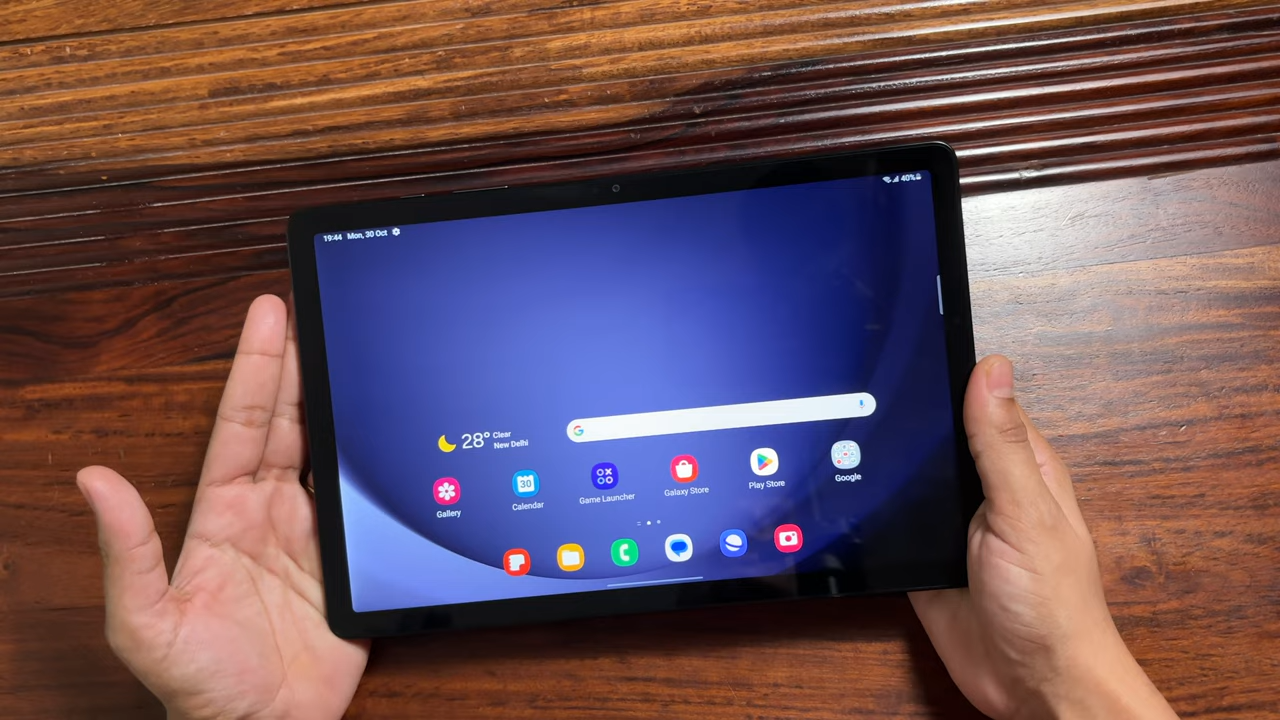 19:44 Mon, 30 Oct
40%
28° Clear
New Delhi
30
Gallery
Calendar
Game Launcher
Galaxy Store
Play Store
Google